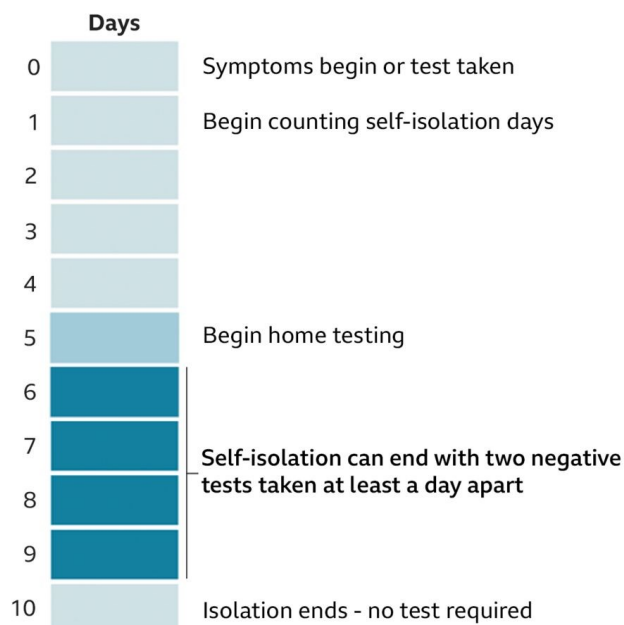 Days
0 Symptoms begin or test taken
1 Begin counting self-isolation days
2
3
4
5 Begin home testing
6
7
Self-isolation can end with two negative
tests taken at least a day apart
8
9
10 Isolation ends - no test required